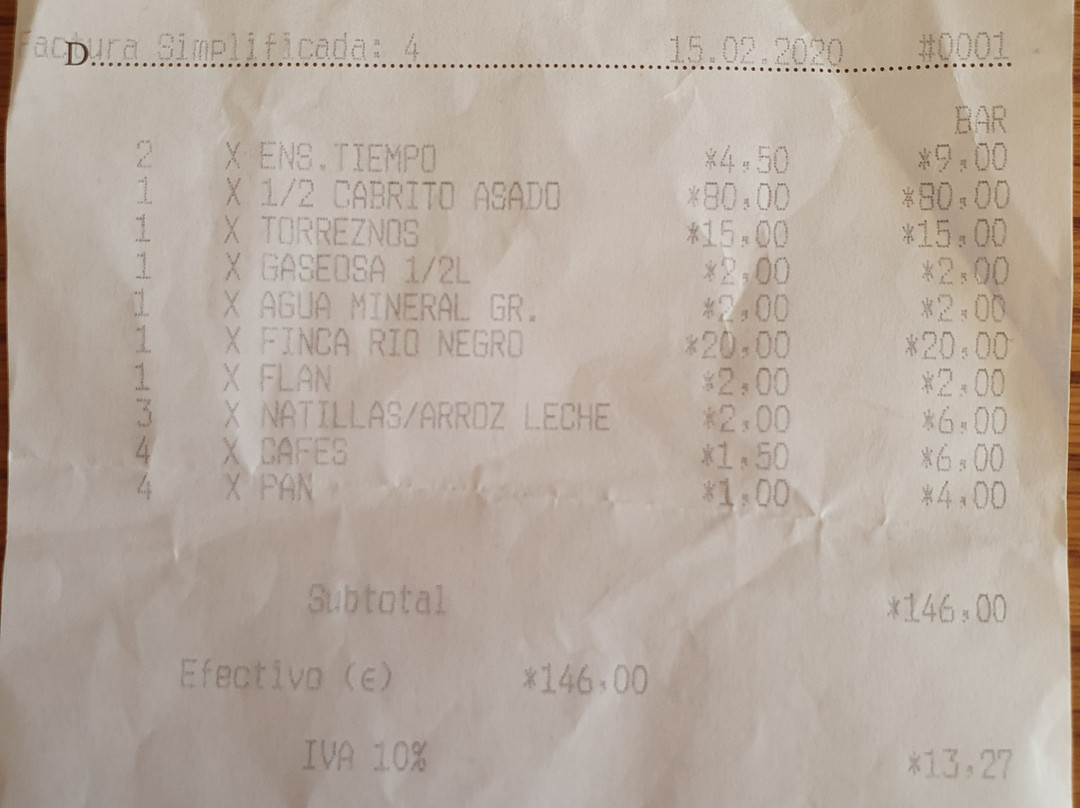 Factura Simplificada: 4 15.02.2020 #0001
D
BAR
2 X ENS.TIEMPO *4,50 *9,00
1 X 1/2 CABRITO ASADO *80,00 *80,00
1 X TORREZNOS *15,00 *15,00
1 X GASEOSA 1/2L *2,00 *2,00
1 X AGUA MINERAL GR. *2,00 *2,00
1 X FINCA RIO NEGRO *20,00 *20,00
1 X FLAN *2,00 *2,00
3 X NATILLAS/ARROZ LECHE *2,00 *6,00
4 X CAFES *1,50 *6,00
4 X PAN *1,00 *4,00
Subtotal *146,00
Efectivo (€) *146,00
IVA 10% *13,27